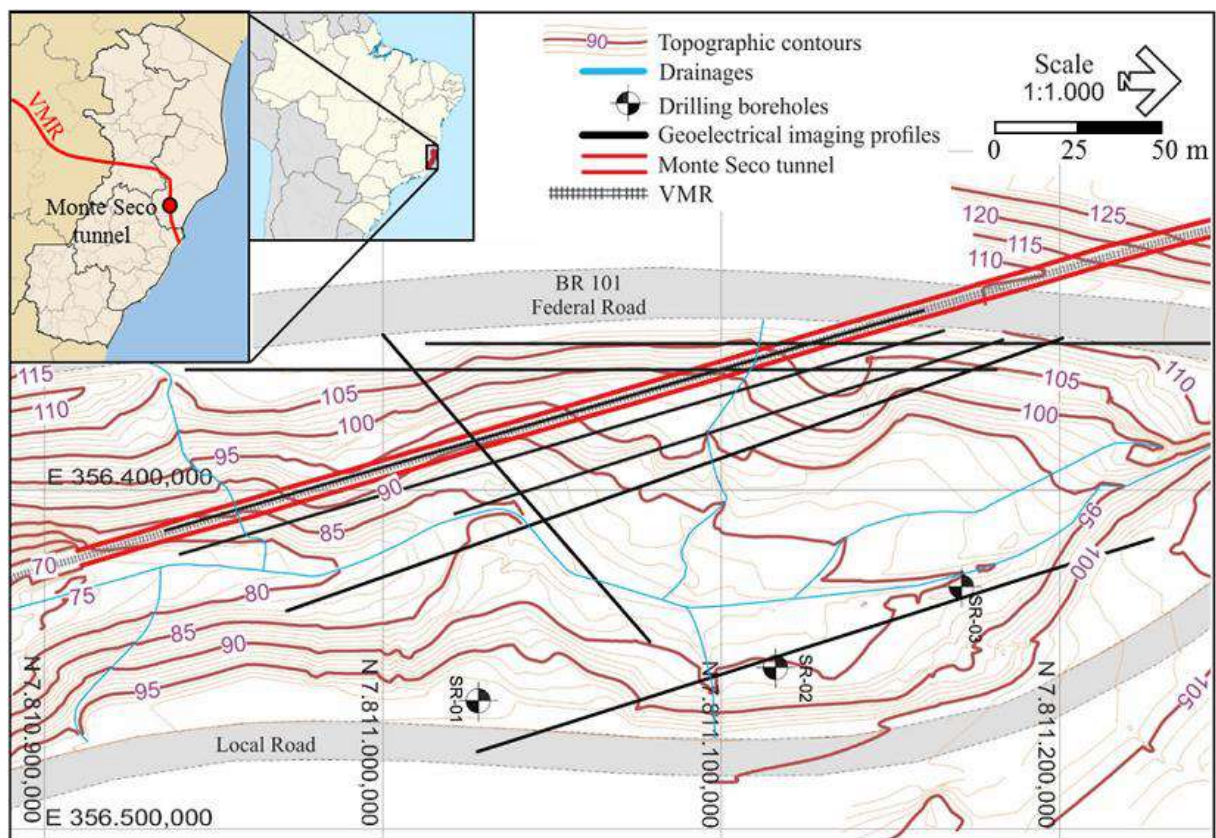 VMR
Monte Seco
tunnel
90
Topographic contours
Drainages
Drilling boreholes
Geoelectrical imaging profiles
Monte Seco tunnel
VMR
Scale
1:1.000
N
0 25 50 m
125
120
115
110
BR 101
Federal Road
115
110
105
100
95
90
85
80
75
70
105
100
110
E 356.400,000
95
100
85
90
95
105
SR-01
SR-02
SR-03
N 7.810.900,000
N 7.811.000,000
N 7.811.100,000
N 7.811.200,000
Local Road
E 356.500,000